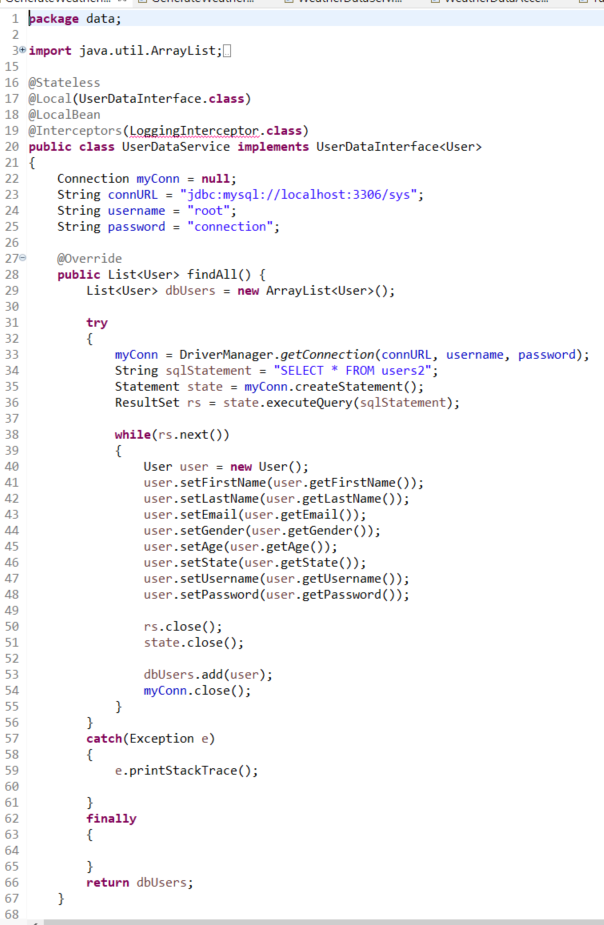 1 package data;
2
3 import java.util.ArrayList;
15
16 @Stateless
17 @Local(UserDataInterface.class)
18 @LocalBean
19 @Interceptors(LoggingInterceptor.class)
20 public class UserDataService implements UserDataInterface<User>
21 {
22     Connection myConn = null;
23     String connURL = "jdbc:mysql://localhost:3306/sys";
24     String username = "root";
25     String password = "connection";
26
27     @Override
28     public List<User> findAll() {
29         List<User> dbUsers = new ArrayList<User>();
30
31         try
32         {
33             myConn = DriverManager.getConnection(connURL, username, password);
34             String sqlStatement = "SELECT * FROM users2";
35             Statement state = myConn.createStatement();
36             ResultSet rs = state.executeQuery(sqlStatement);
37
38             while(rs.next())
39             {
40                 User user = new User();
41                 user.setFirstName(user.getFirstName());
42                 user.setLastName(user.getLastName());
43                 user.setEmail(user.getEmail());
44                 user.setGender(user.getGender());
45                 user.setAge(user.getAge());
46                 user.setState(user.getState());
47                 user.setUsername(user.getUsername());
48                 user.setPassword(user.getPassword());
49
50                 rs.close();
51                 state.close();
52
53                 dbUsers.add(user);
54                 myConn.close();
55             }
56         }
57         catch(Exception e)
58         {
59             e.printStackTrace();
60
61         }
62         finally
63         {
64
65         }
66         return dbUsers;
67     }
68